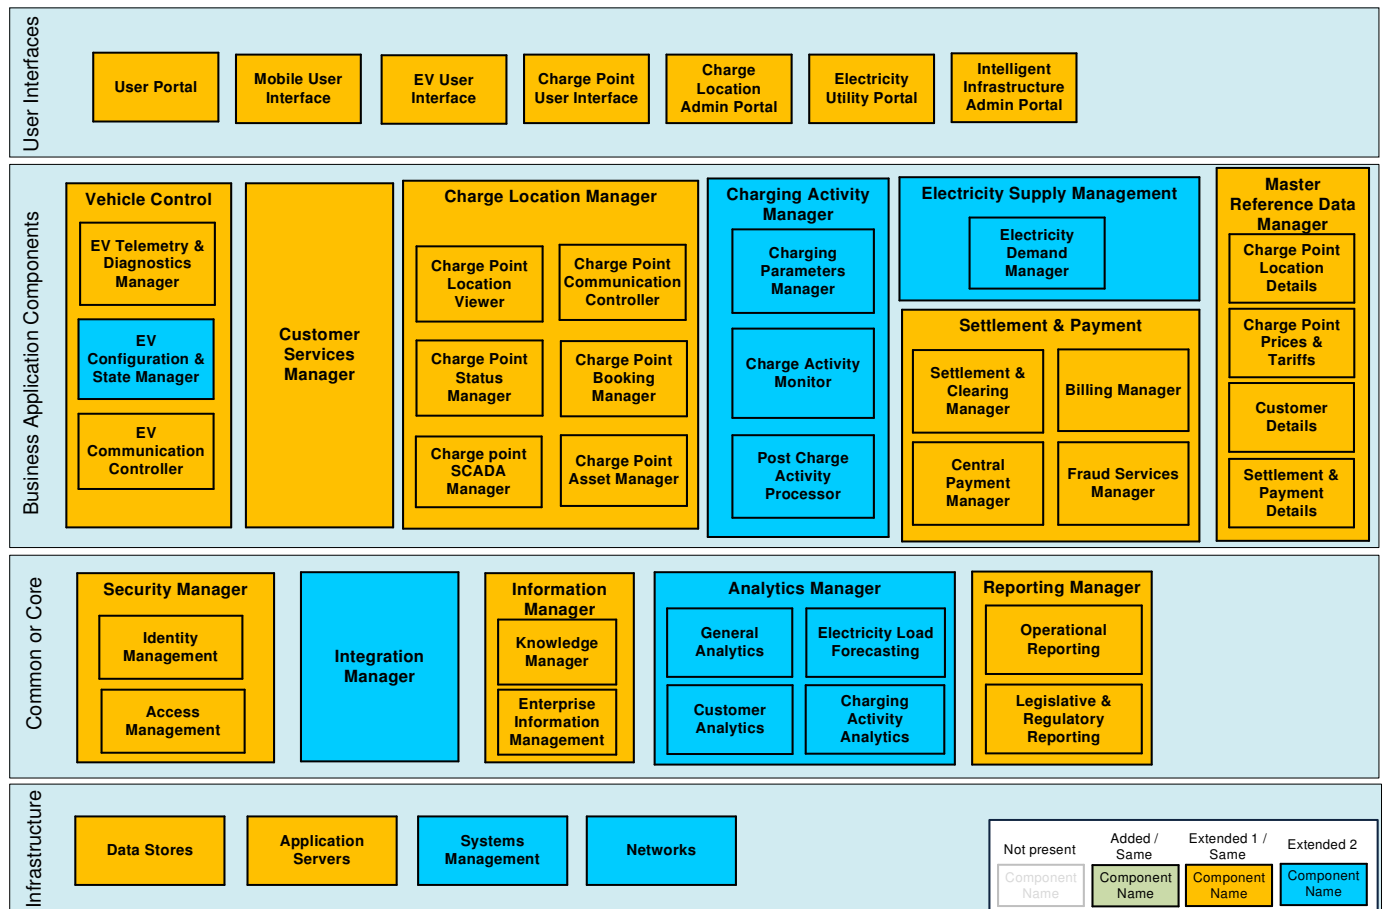 User Interfaces
User Portal
Mobile User
Interface
EV User
Interface
Charge Point
User Interface
Charge
Location
Admin Portal
Electricity
Utility Portal
Intelligent
Infrastructure
Admin Portal
Business Application Components
Vehicle Control
EV Telemetry &
Diagnostics
Manager
EV
Configuration &
State Manager
EV
Communication
Controller
Customer
Services
Manager
Charge Location Manager
Charge Point
Location
Viewer
Charge Point
Communication
Controller
Charge Point
Status
Manager
Charge Point
Booking
Manager
Charge point
SCADA
Manager
Charge Point
Asset Manager
Charging Activity
Manager
Charging
Parameters
Manager
Charge Activity
Monitor
Post Charge
Activity
Processor
Electricity Supply Management
Electricity
Demand
Manager
Settlement & Payment
Settlement &
Clearing
Manager
Billing Manager
Central
Payment
Manager
Fraud Services
Manager
Master
Reference Data
Manager
Charge Point
Location
Details
Charge Point
Prices &
Tariffs
Customer
Details
Settlement &
Payment
Details
Common or Core
Security Manager
Identity
Management
Access
Management
Integration
Manager
Information
Manager
Knowledge
Manager
Enterprise
Information
Management
Analytics Manager
General
Analytics
Electricity Load
Forecasting
Customer
Analytics
Charging
Activity
Analytics
Reporting Manager
Operational
Reporting
Legislative &
Regulatory
Reporting
Infrastructure
Data Stores
Application
Servers
Systems
Management
Networks
Not present
Component
Name
Added /
Same
Component
Name
Extended 1 /
Same
Component
Name
Extended 2
Component
Name